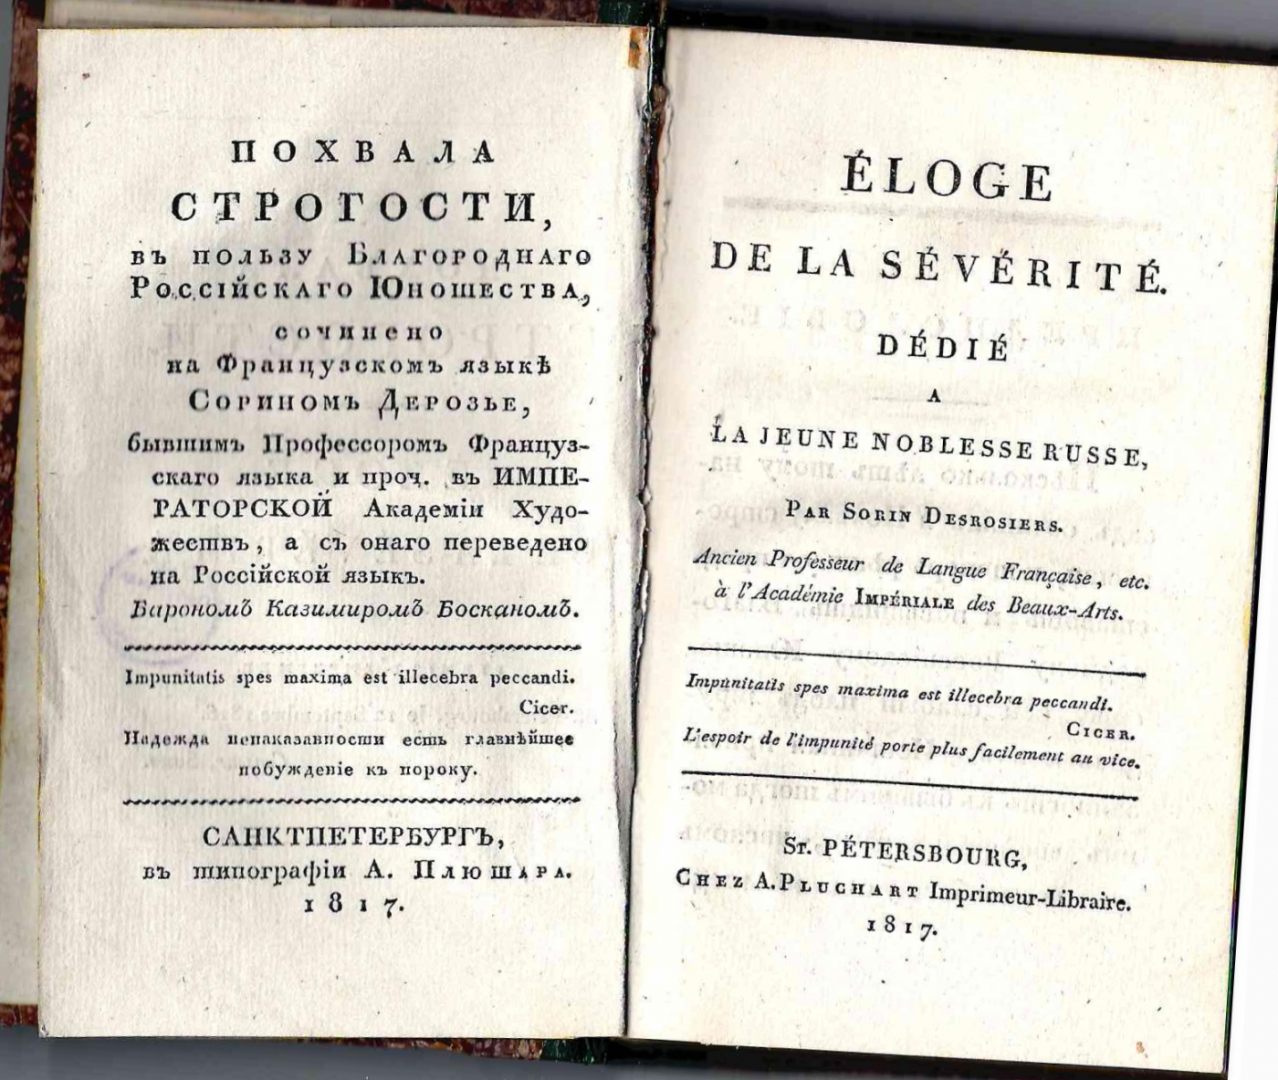 ПОХВАЛА
СТРОГОСТИ,
въ пользу Благороднаго
Россійскаго Юношества,
сочинено
на Французскомъ языкѣ
Сориномъ Дерозье,
бывшимъ Профессоромъ Француз-
скаго языка и проч. въ ИМПЕ-
РАТОРСКОЙ Академіи Худо-
жествъ, а съ онаго переведено
на Россійской языкъ.
Барономъ Казимиромъ Босканомъ.
Impunitatis spes maxima est illecebra peccandi.
Cicer.
Надежда ненаказанности есть главнѣйшее
побужденіе къ пороку.
САНКТПЕТЕРБУРГЪ,
въ типографіи А. Плюшара.
1817.
ÉLOGE
DE LA SÉVÉRITÉ.
DÉDIÉ
A
LA JEUNE NOBLESSE RUSSE,
Par Sorin Desrosiers.
Ancien Professeur de Langue Française, etc.
à l'Académie IMPÉRIALE des Beaux-Arts.
Impunitatis spes maxima est illecebra peccandi.
Cicer.
L'espoir de l'impunité porte plus facilement au vice.
St. PÉTERSBOURG,
Chez A. Pluchart Imprimeur-Libraire.
1817.